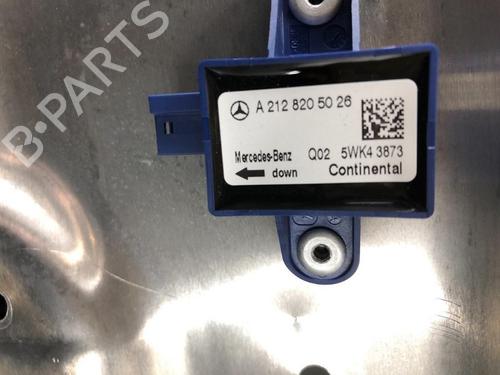 B-PARTS
A 212 820 50 26
Mercedes-Benz
Q02 5WK4 3873
down
Continental